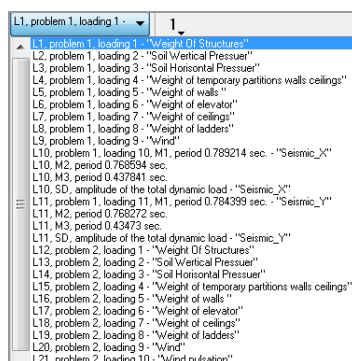 L1, problem 1, loading 1 - 1
L1, problem 1, loading 1 - "Weight Of Structures"
L2, problem 1, loading 2 - "Soil Wertical Pressuer"
L3, problem 1, loading 3 - "Soil Horisontal Pressuer"
L4, problem 1, loading 4 - "Weight of temporary partitions walls ceilings"
L5, problem 1, loading 5 - "Weight of walls "
L6, problem 1, loading 6 - "Weight of elevator"
L7, problem 1, loading 7 - "Weight of ceilings"
L8, problem 1, loading 8 - "Weight of ladders"
L9, problem 1, loading 9 - "Wind"
L10, problem 1, loading 10, M1, period 0.789214 sec. - "Seismic_X"
L10, M2, period 0.768594 sec.
L10, M3, period 0.437841 sec.
L10, SD, amplitude of the total dynamic load - "Seismic_X"
L11, problem 1, loading 11, M1, period 0.784399 sec. - "Seismic_Y"
L11, M2, period 0.768272 sec.
L11, M3, period 0.43473 sec.
L11, SD, amplitude of the total dynamic load - "Seismic_Y"
L12, problem 2, loading 1 - "Weight Of Structures"
L13, problem 2, loading 2 - "Soil Wertical Pressuer"
L14, problem 2, loading 3 - "Soil Horisontal Pressuer"
L15, problem 2, loading 4 - "Weight of temporary partitions walls ceilings"
L16, problem 2, loading 5 - "Weight of walls "
L17, problem 2, loading 6 - "Weight of elevator"
L18, problem 2, loading 7 - "Weight of ceilings"
L19, problem 2, loading 8 - "Weight of ladders"
L20, problem 2, loading 9 - "Wind"
L21, problem 2, loading 10 - "Wind pulsation"